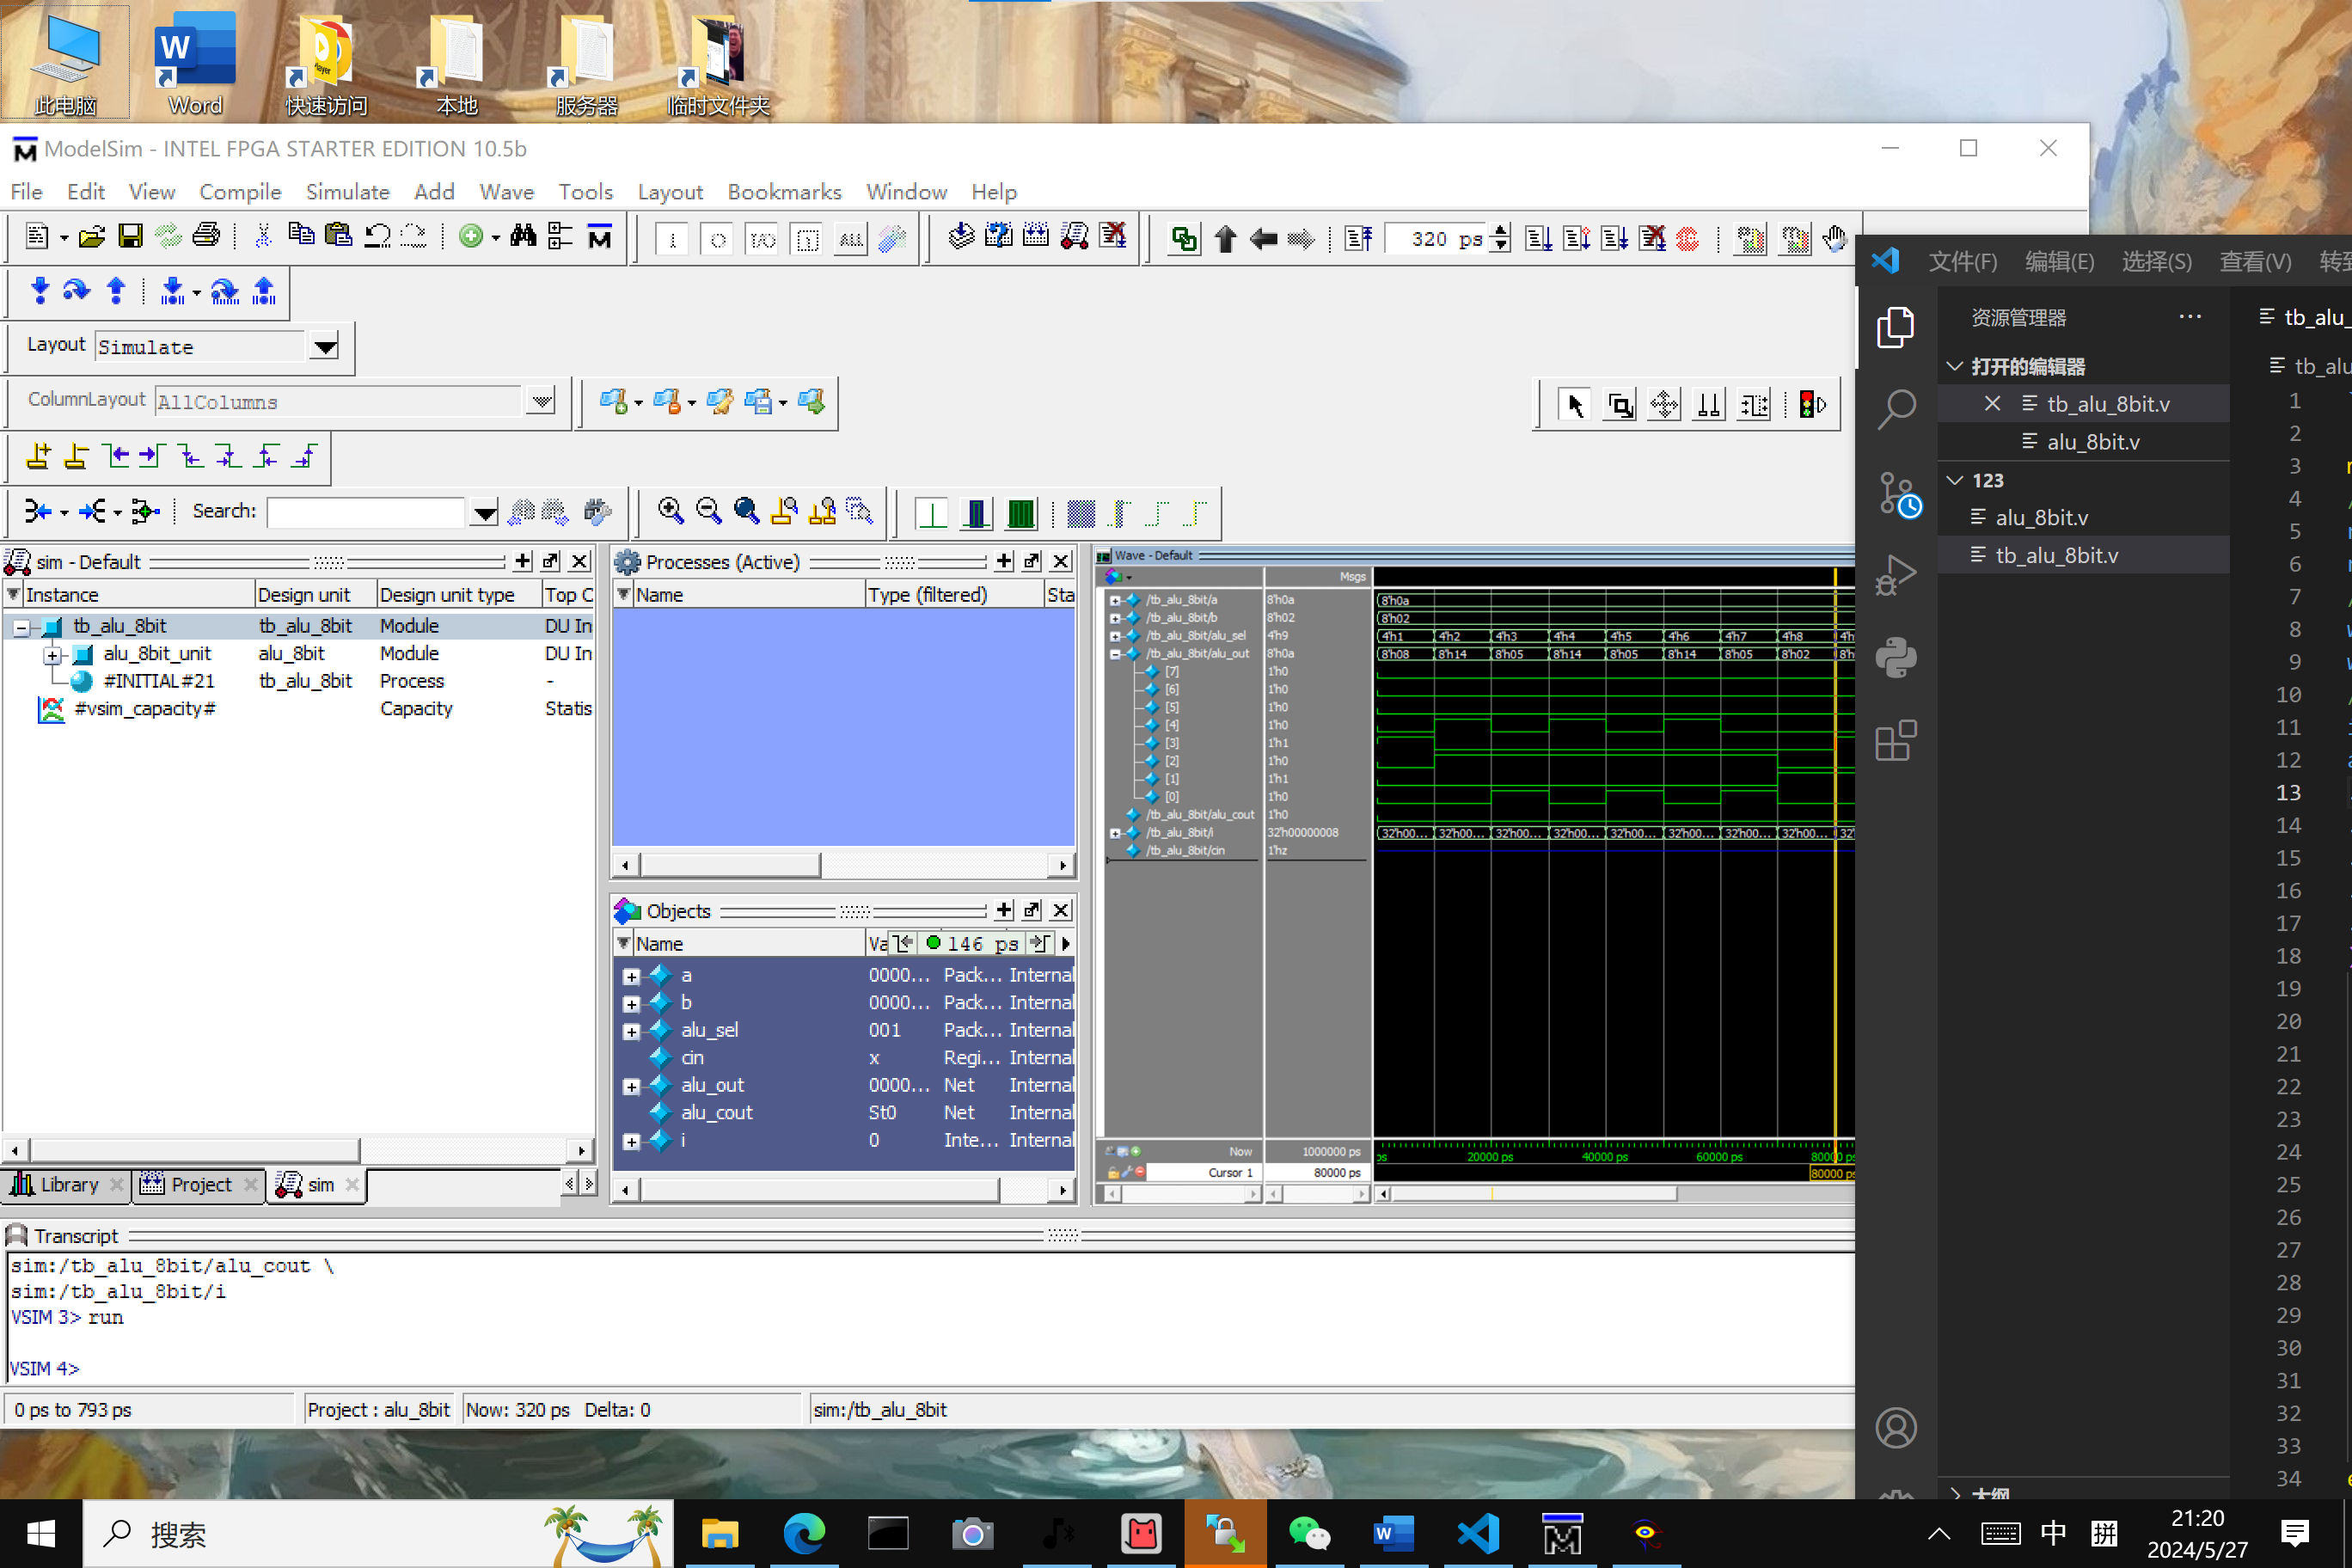 此电脑
Word
快速访问
本地
服务器
临时文件夹
ModelSim - INTEL FPGA STARTER EDITION 10.5b
File Edit View Compile Simulate Add Wave Tools Layout Bookmarks Window Help
320 ps
Layout Simulate
ColumnLayout AllColumns
Search:
sim - Default
Instance Design unit Design unit type Top C
tb_alu_8bit tb_alu_8bit Module DU In
alu_8bit_unit alu_8bit Module DU In
#INITIAL#21 tb_alu_8bit Process -
#vsim_capacity# Capacity Statis
Library Project sim
Processes (Active)
Name Type (filtered) Sta
Objects
Name Va 146 ps
a 0000... Pack... Internal
b 0000... Pack... Internal
alu_sel 001 Pack... Internal
cin x Regi... Internal
alu_out 0000... Net Internal
alu_cout St0 Net Internal
i 0 Inte... Internal
Wave - Default
Msgs
/tb_alu_8bit/a 8'h0a 8'h0a
/tb_alu_8bit/b 8'h02 8'h02
/tb_alu_8bit/alu_sel 4'h9 4'h1 4'h2 4'h3 4'h4 4'h5 4'h6 4'h7 4'h8 4'h
/tb_alu_8bit/alu_out 8'h0a 8'h08 8'h14 8'h05 8'h14 8'h05 8'h14 8'h05 8'h02 8'h
[7] 1'h0
[6] 1'h0
[5] 1'h0
[4] 1'h0
[3] 1'h1
[2] 1'h0
[1] 1'h1
[0] 1'h0
/tb_alu_8bit/alu_cout 1'h0
/tb_alu_8bit/i 32'h00000008 32'h00... 32'h00... 32'h00... 32'h00... 32'h00... 32'h00... 32'h00... 32'h00... 32'
/tb_alu_8bit/cin 1'hz
Now 1000000 ps ps 20000 ps 40000 ps 60000 ps 80000 ps
Cursor 1 80000 ps 80000 ps
Transcript
sim:/tb_alu_8bit/alu_cout \
sim:/tb_alu_8bit/i
VSIM 3> run
VSIM 4>
0 ps to 793 ps Project : alu_8bit Now: 320 ps Delta: 0 sim:/tb_alu_8bit
文件(F) 编辑(E) 选择(S) 查看(V) 转到
资源管理器 ···
打开的编辑器
tb_alu_8bit.v
alu_8bit.v
123
alu_8bit.v
tb_alu_8bit.v
大纲
tb_alu_
tb_alu
1
2
3
4
5
6
7
8
9
10
11
12
13
14
15
16
17
18
19
20
21
22
23
24
25
26
27
28
29
30
31
32
33
34
搜索
中 拼
21:20
2024/5/27